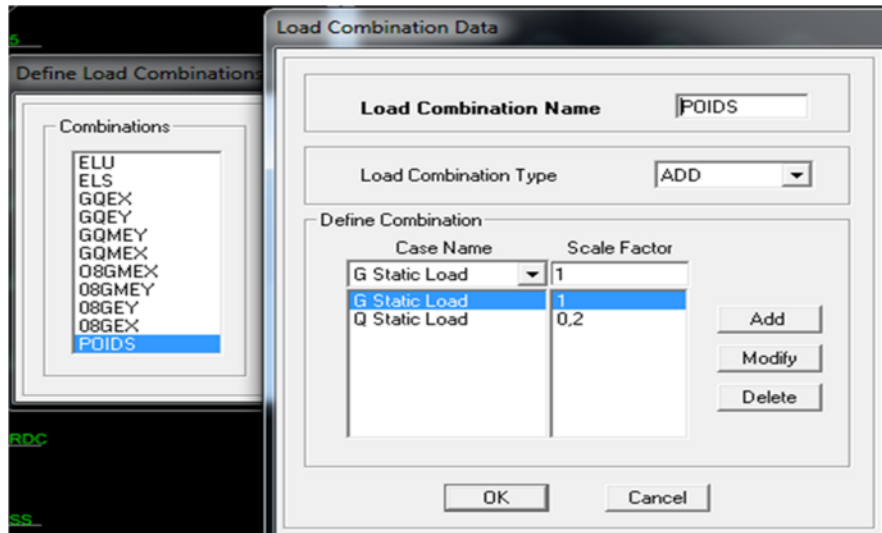 5
Define Load Combinations
Combinations
ELU
ELS
GQEX
GQEY
GQMEY
GQMEX
O8GMEX
08GMEY
08GEY
08GEX
POIDS
RDC
SS
Load Combination Data
Load Combination Name POIDS
Load Combination Type ADD
Define Combination
Case Name Scale Factor
G Static Load 1
G Static Load 1
Q Static Load 0,2
Add
Modify
Delete
OK Cancel